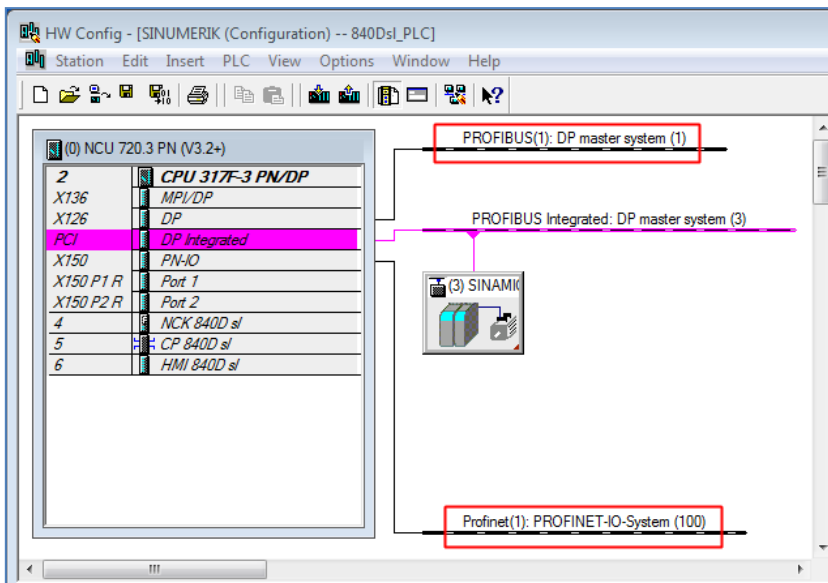 HW Config - [SINUMERIK (Configuration) -- 840Dsl_PLC]
Station Edit Insert PLC View Options Window Help
(0) NCU 720.3 PN (V3.2+)
2 CPU 317F-3 PN/DP
X136 MPI/DP
X126 DP
PCI DP Integrated
X150 PN-IO
X150 P1 R Port 1
X150 P2 R Port 2
4 NCK 840D sl
5 CP 840D sl
6 HMI 840D sl
PROFIBUS(1): DP master system (1)
PROFIBUS Integrated: DP master system (3)
(3) SINAMI
Profinet(1): PROFINET-IO-System (100)